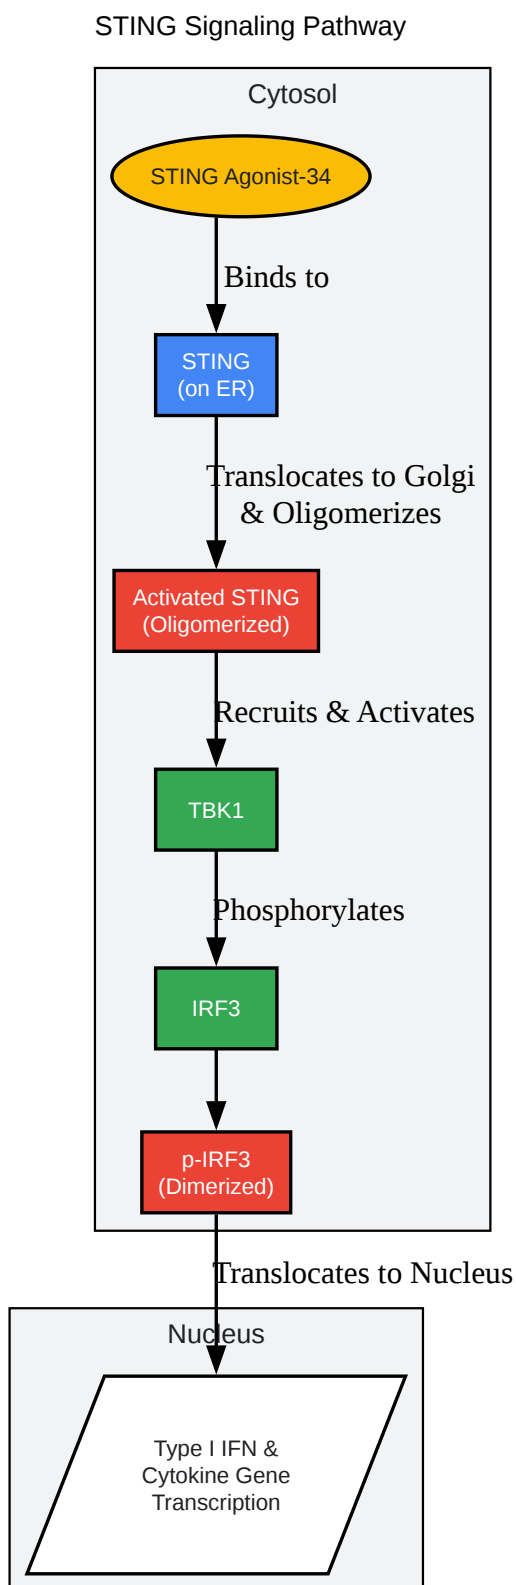 STING Signaling Pathway
Cytosol
STING Agonist-34
Binds to
STING
(on ER)
Translocates to Golgi
& Oligomerizes
Activated STING
(Oligomerized)
Recruits & Activates
TBK1
Phosphorylates
IRF3
p-IRF3
(Dimerized)
Translocates to Nucleus
Nucleus
Type I IFN &
Cytokine Gene
Transcription